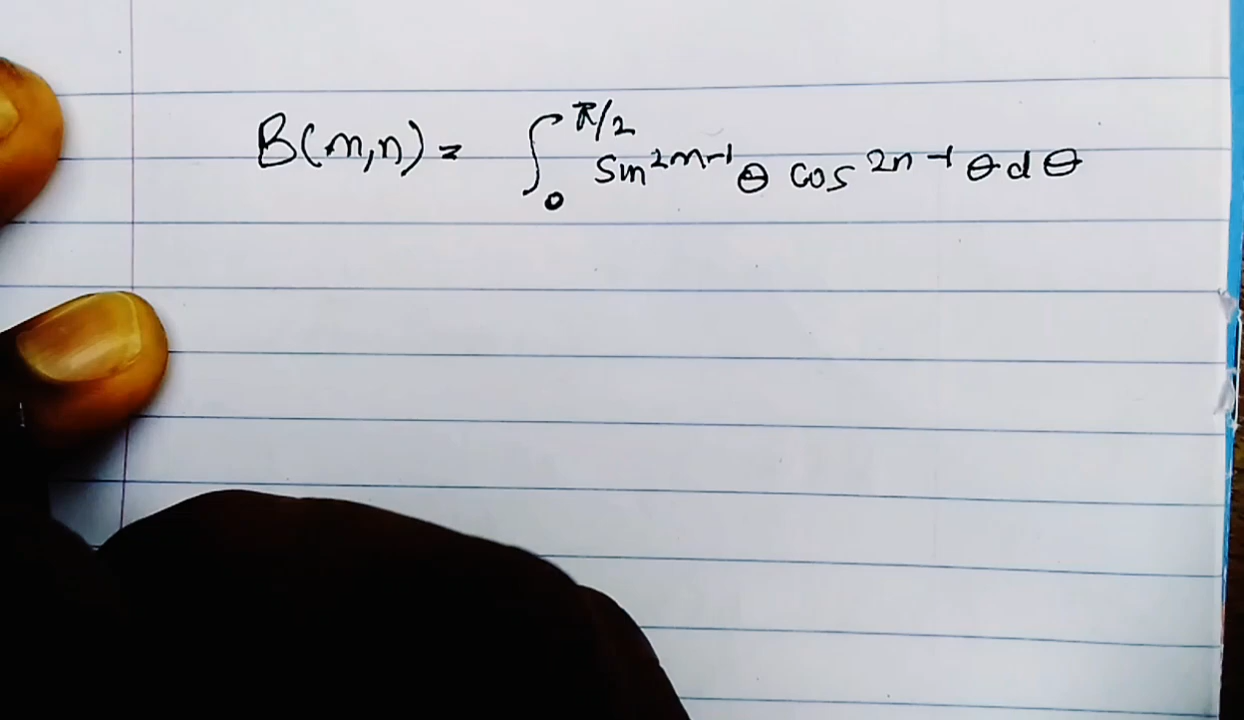 B(m,n) = ∫₀^π/2 sin^2m-1 θ cos^2n-1 θ dθ